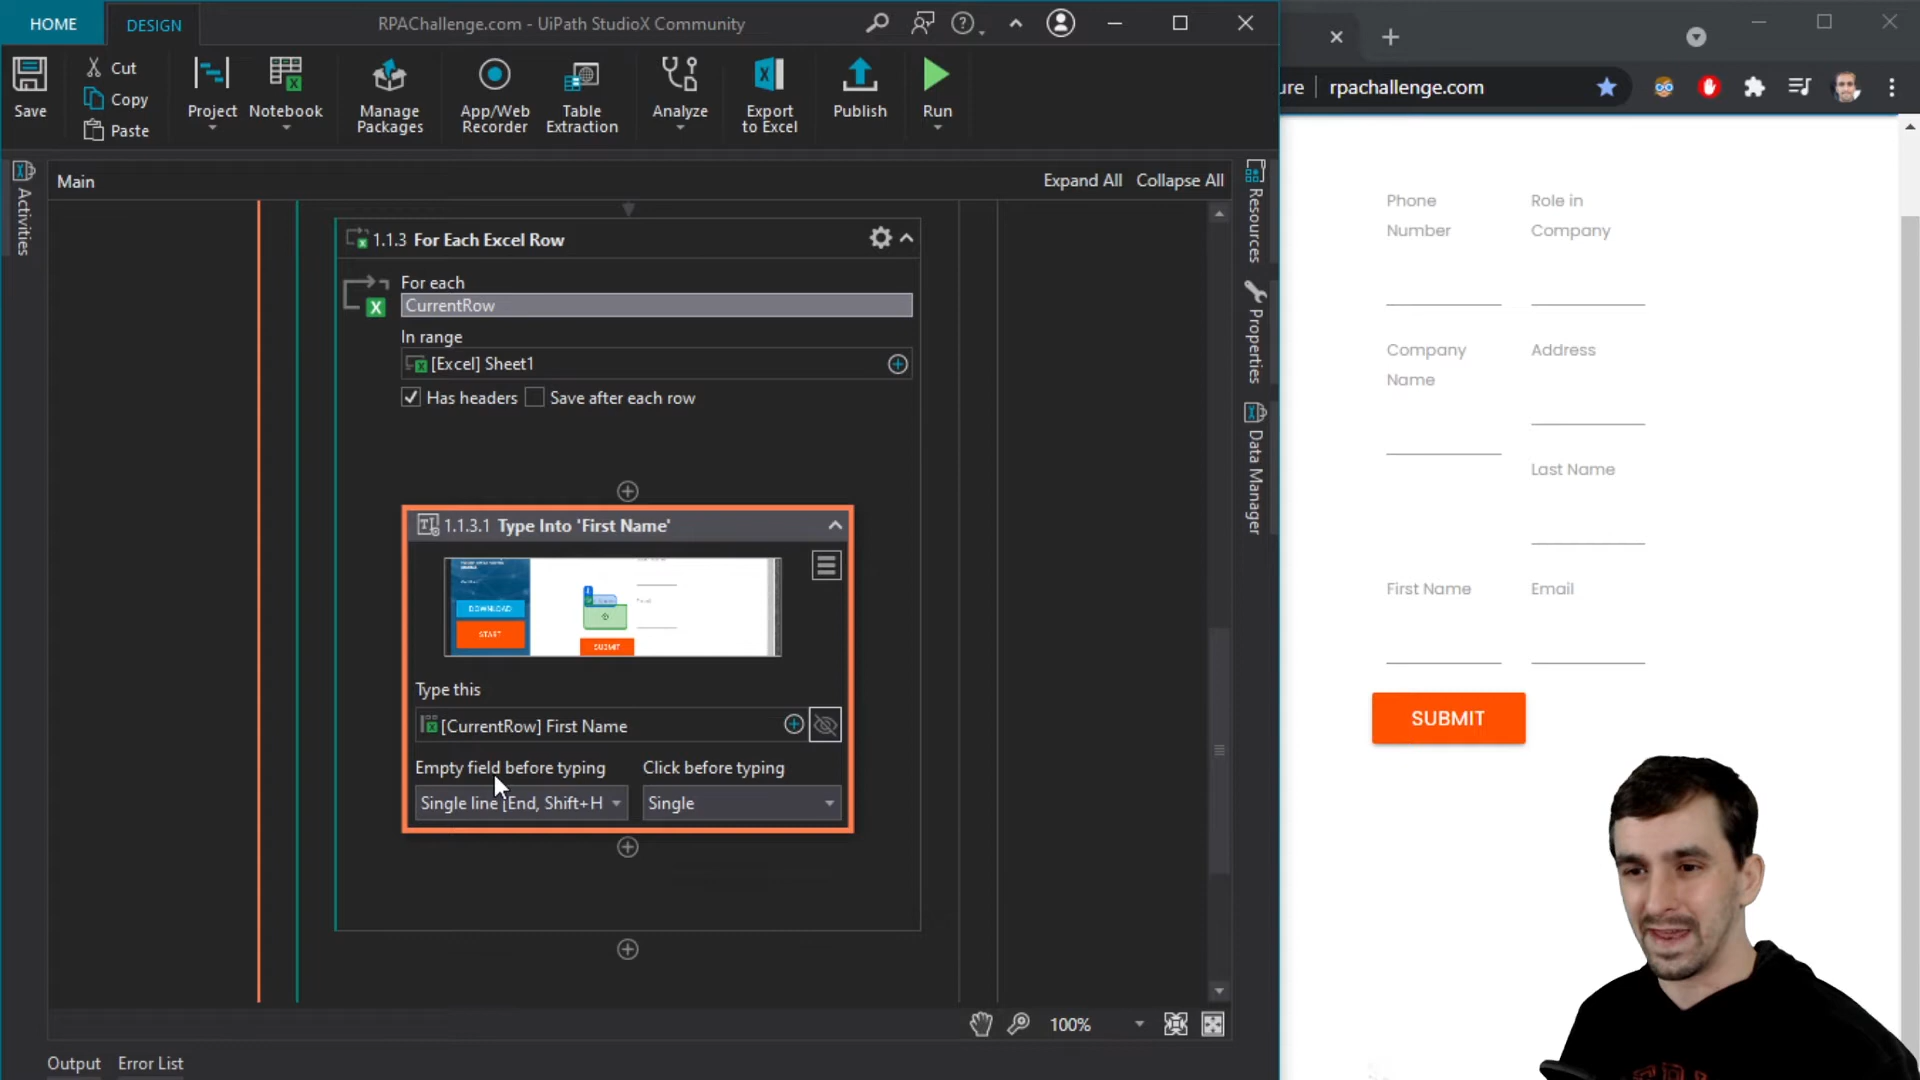 HOME
DESIGN
RPAChallenge.com - UiPath StudioX Community
Save
Cut
Copy
Paste
Project
Notebook
Manage
Packages
App/Web
Recorder
Table
Extraction
Analyze
Export
to Excel
Publish
Run
ure
rpachallenge.com
Activities
Main
Expand All
Collapse All
Resources
Properties
Data Manager
1.1.3 For Each Excel Row
For each
CurrentRow
In range
[Excel] Sheet1
Has headers
Save after each row
1.1.3.1 Type Into 'First Name'
DOWNLOAD
START
SUBMIT
Type this
[CurrentRow] First Name
Empty field before typing
Click before typing
Single line [End, Shift+H
Single
100%
Output
Error List
Phone
Number
Role in
Company
Company
Name
Address
Last Name
First Name
Email
SUBMIT